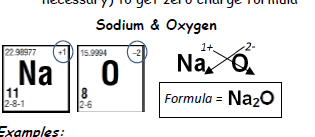 necessary) to get zero charge formula
Sodium & Oxygen
22.98977 +1
Na
11
2-8-1
15.9994 -2
O
8
2-6
1+ 2-
Na O
Formula = Na₂O
Examples: